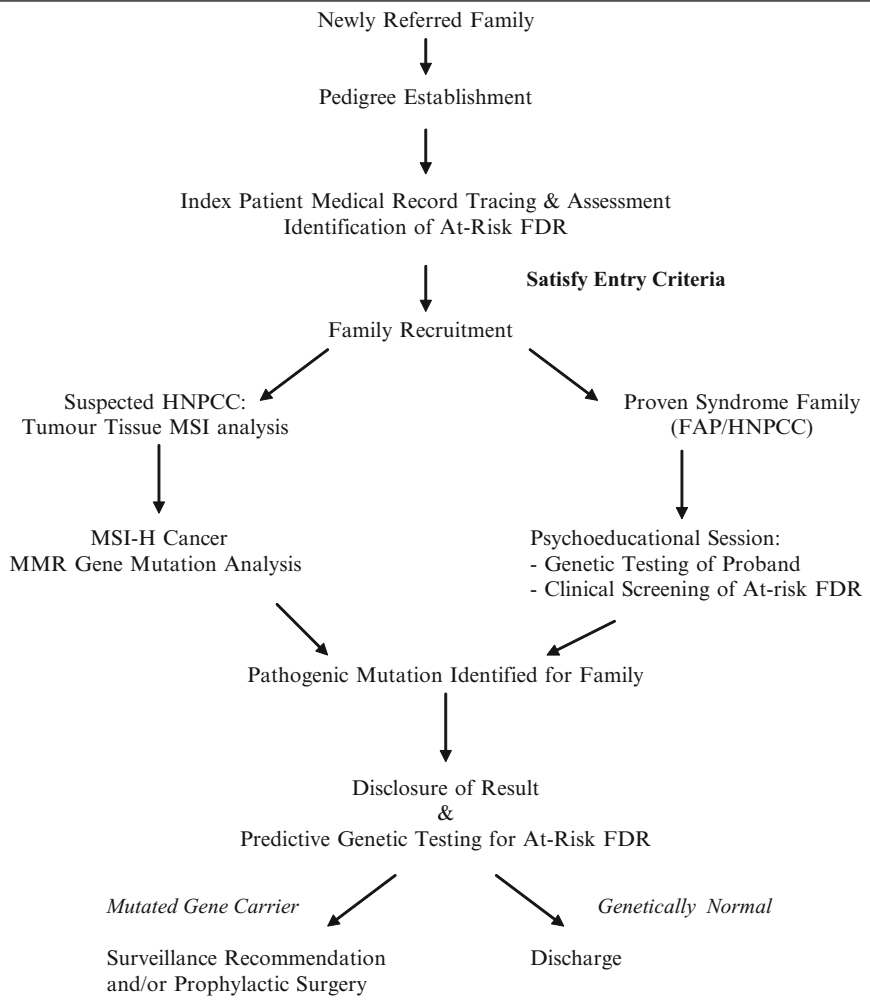 Newly Referred Family
Pedigree Establishment
Index Patient Medical Record Tracing & Assessment
Identification of At-Risk FDR
Satisfy Entry Criteria
Family Recruitment
Suspected HNPCC:
Tumour Tissue MSI analysis
Proven Syndrome Family
(FAP/HNPCC)
MSI-H Cancer
MMR Gene Mutation Analysis
Psychoeducational Session:
- Genetic Testing of Proband
- Clinical Screening of At-risk FDR
Pathogenic Mutation Identified for Family
Disclosure of Result
&
Predictive Genetic Testing for At-Risk FDR
Mutated Gene Carrier
Genetically Normal
Surveillance Recommendation
and/or Prophylactic Surgery
Discharge